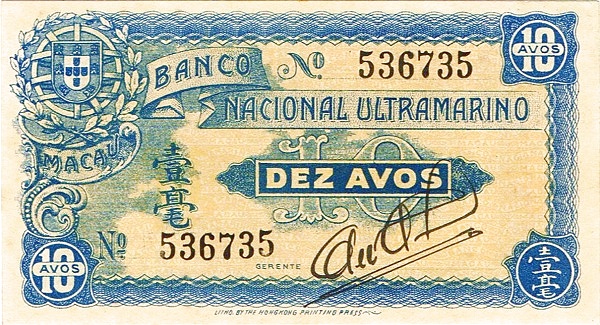 10 AVOS
BANCO Nº 536735
NACIONAL ULTRAMARINO
MACAU
10
壹毫
DEZ AVOS
Nº 536735
GERENTE
10 AVOS
壹毫
LITHO. BY THE HONGKONG PRINTING PRESS